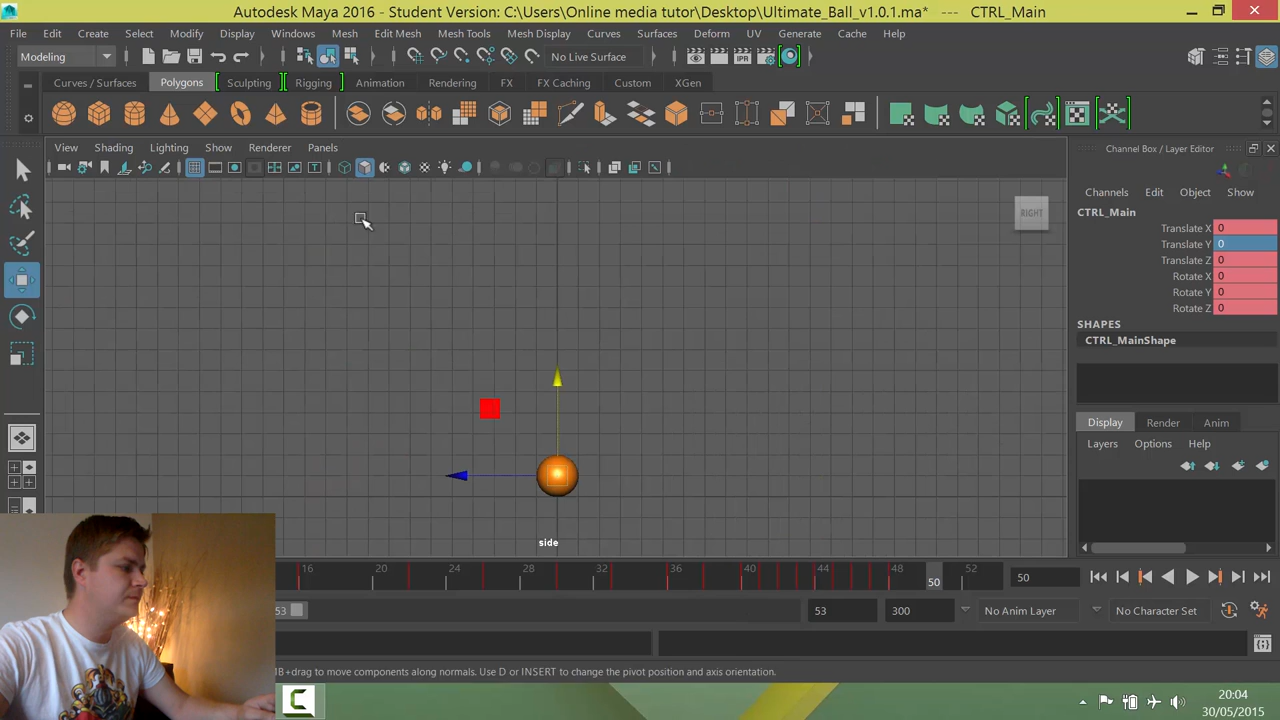 Autodesk Maya 2016 - Student Version: C:\Users\Online media tutor\Desktop\Ultimate_Ball_v1.0.1.ma* --- CTRL_Main
File Edit Create Select Modify Display Windows Mesh Edit Mesh Mesh Tools Mesh Display Curves Surfaces Deform UV Generate Cache Help
Modeling No Live Surface
Curves / Surfaces Polygons Sculpting Rigging Animation Rendering FX FX Caching Custom XGen
View Shading Lighting Show Renderer Panels
Channel Box / Layer Editor
Channels Edit Object Show
CTRL_Main
Translate X 0
Translate Y 0
Translate Z 0
Rotate X 0
Rotate Y 0
Rotate Z 0
SHAPES
CTRL_MainShape
RIGHT
side
Display Render Anim
Layers Options Help
16 20 24 28 32 36 40 44 48 50 52 50
53 53 300 No Anim Layer No Character Set
B+drag to move components along normals. Use D or INSERT to change the pivot position and axis orientation.
IPR
T
C
20:04
30/05/2015